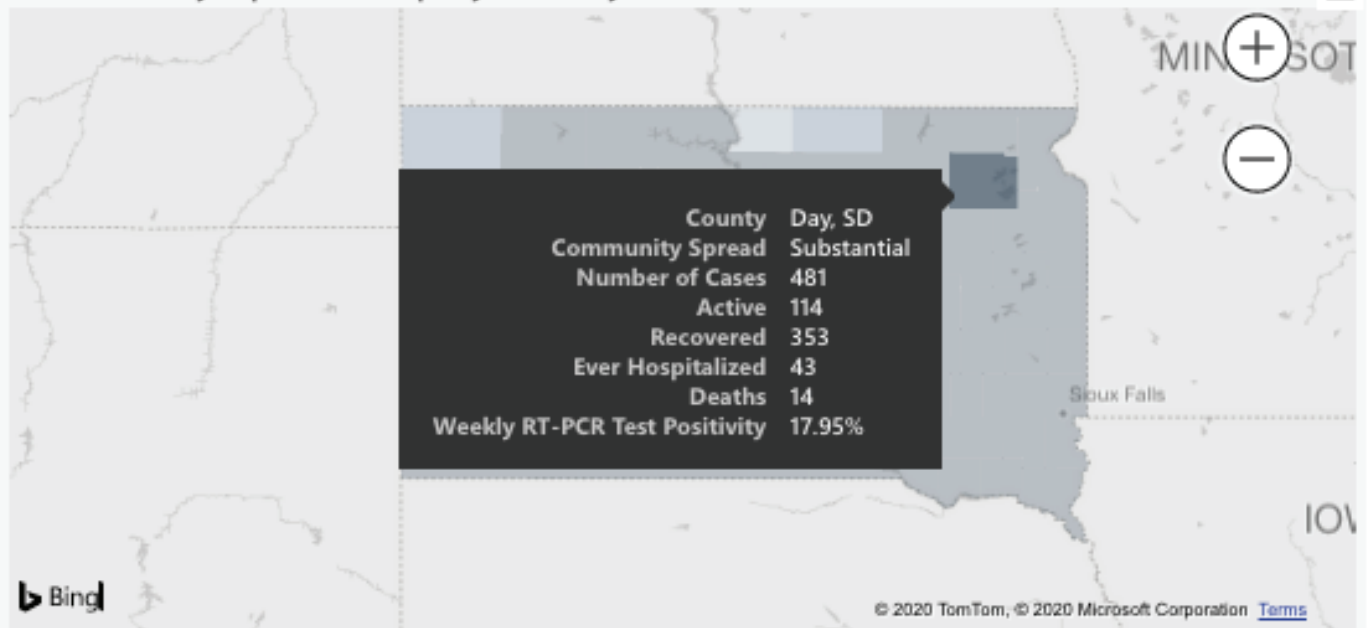 MIN SOT
County Day, SD
Community Spread Substantial
Number of Cases 481
Active 114
Recovered 353
Ever Hospitalized 43
Deaths 14
Weekly RT-PCR Test Positivity 17.95%
Sioux Falls
IOW
Bing
© 2020 TomTom, © 2020 Microsoft Corporation Terms